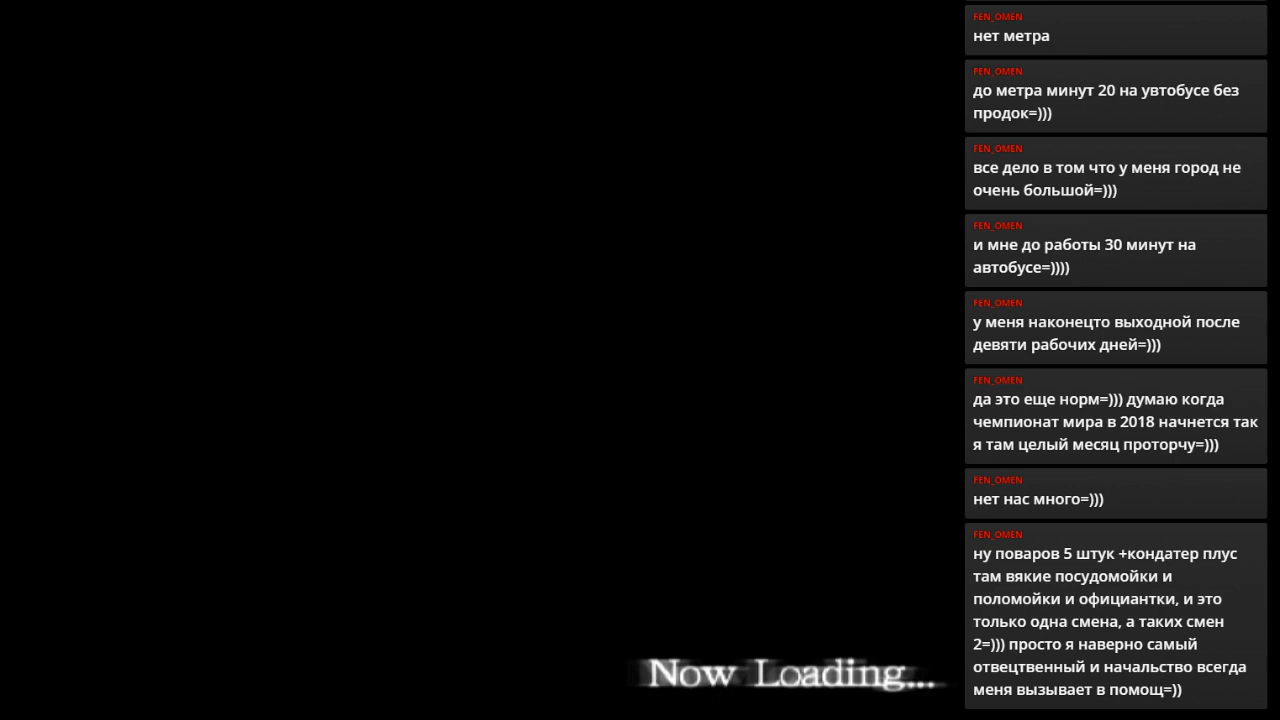 FEN_OMEN
нет метра
FEN_OMEN
до метра минут 20 на увтобусе без
продок=)))
FEN_OMEN
все дело в том что у меня город не
очень большой=)))
FEN_OMEN
и мне до работы 30 минут на
автобусе=))))
FEN_OMEN
у меня наконецто выходной после
девяти рабочих дней=)))
FEN_OMEN
да это еще норм=))) думаю когда
чемпионат мира в 2018 начнется так
я там целый месяц проторчу=)))
FEN_OMEN
нет нас много=)))
FEN_OMEN
ну поваров 5 штук +кондатер плус
там вякие посудомойки и
поломойки и официантки, и это
только одна смена, а таких смен
2=))) просто я наверно самый
отвецтвенный и начальство всегда
меня вызывает в помощ=))
Now Loading...